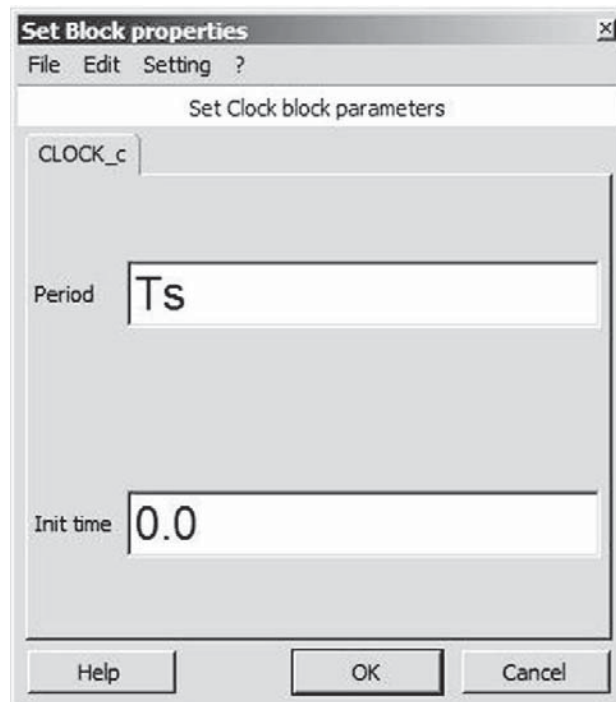 Set Block properties
File Edit Setting ?
Set Clock block parameters
CLOCK_c
Period Ts
Init time 0.0
Help OK Cancel